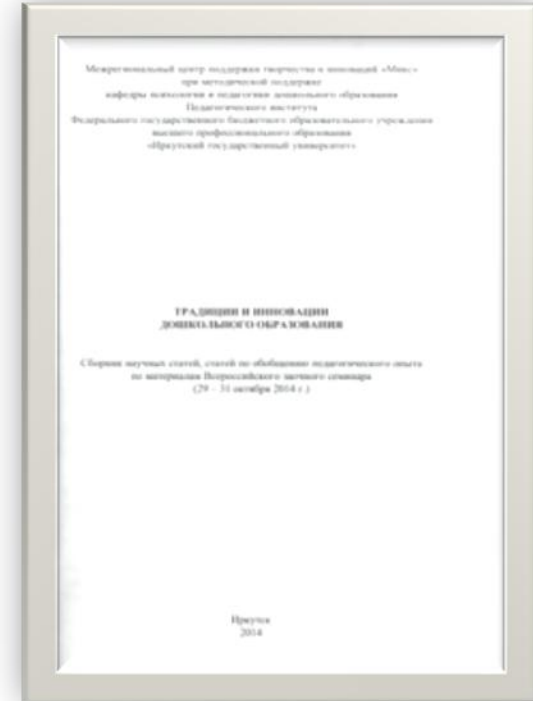 Межрегиональный центр поддержки творчества и инноваций «Микс»
при методической поддержке
кафедры психологии и педагогики дошкольного образования
Педагогического института
Федерального государственного бюджетного образовательного учреждения
высшего профессионального образования
«Иркутский государственный университет»
ТРАДИЦИИ И ИННОВАЦИИ
ДОШКОЛЬНОГО ОБРАЗОВАНИЯ
Сборник научных статей, статей по обобщению педагогического опыта
по материалам Всероссийского заочного семинара
(29 – 31 октября 2014 г.)
Иркутск
2014